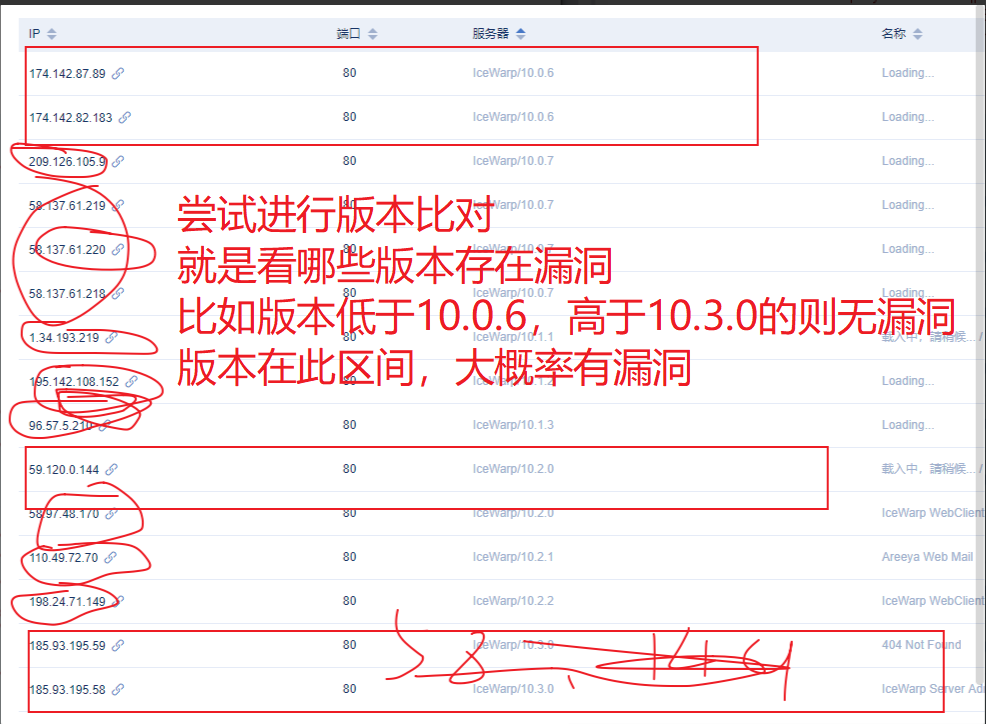 IP 端口 服务器 名称
174.142.87.89 80 IceWarp/10.0.6 Loading...
174.142.82.183 80 IceWarp/10.0.6 Loading...
209.126.105.9 80 IceWarp/10.0.7 Loading...
58.137.61.219 80 IceWarp/10.0.7 Loading...
尝试进行版本比对
58.137.61.220 80 IceWarp/10.0.7 Loading...
就是看哪些版本存在漏洞
58.137.61.218 80 IceWarp/10.0.7 Loading...
比如版本低于10.0.6，高于10.3.0的则无漏洞
1.34.193.219 80 IceWarp/10.1.1 載入中，請稍候... /
版本在此区间，大概率有漏洞
195.142.108.152 80 IceWarp/10.1.2 Loading...
96.57.5.210 80 IceWarp/10.1.3 Loading...
59.120.0.144 80 IceWarp/10.2.0 載入中，請稍候... /
58.97.48.170 80 IceWarp/10.2.0 IceWarp WebClient
110.49.72.70 80 IceWarp/10.2.1 Areeya Web Mail
198.24.71.149 80 IceWarp/10.2.2 IceWarp WebClient
185.93.195.59 80 IceWarp/10.3.0 404 Not Found
185.93.195.58 80 IceWarp/10.3.0 IceWarp Server Ad